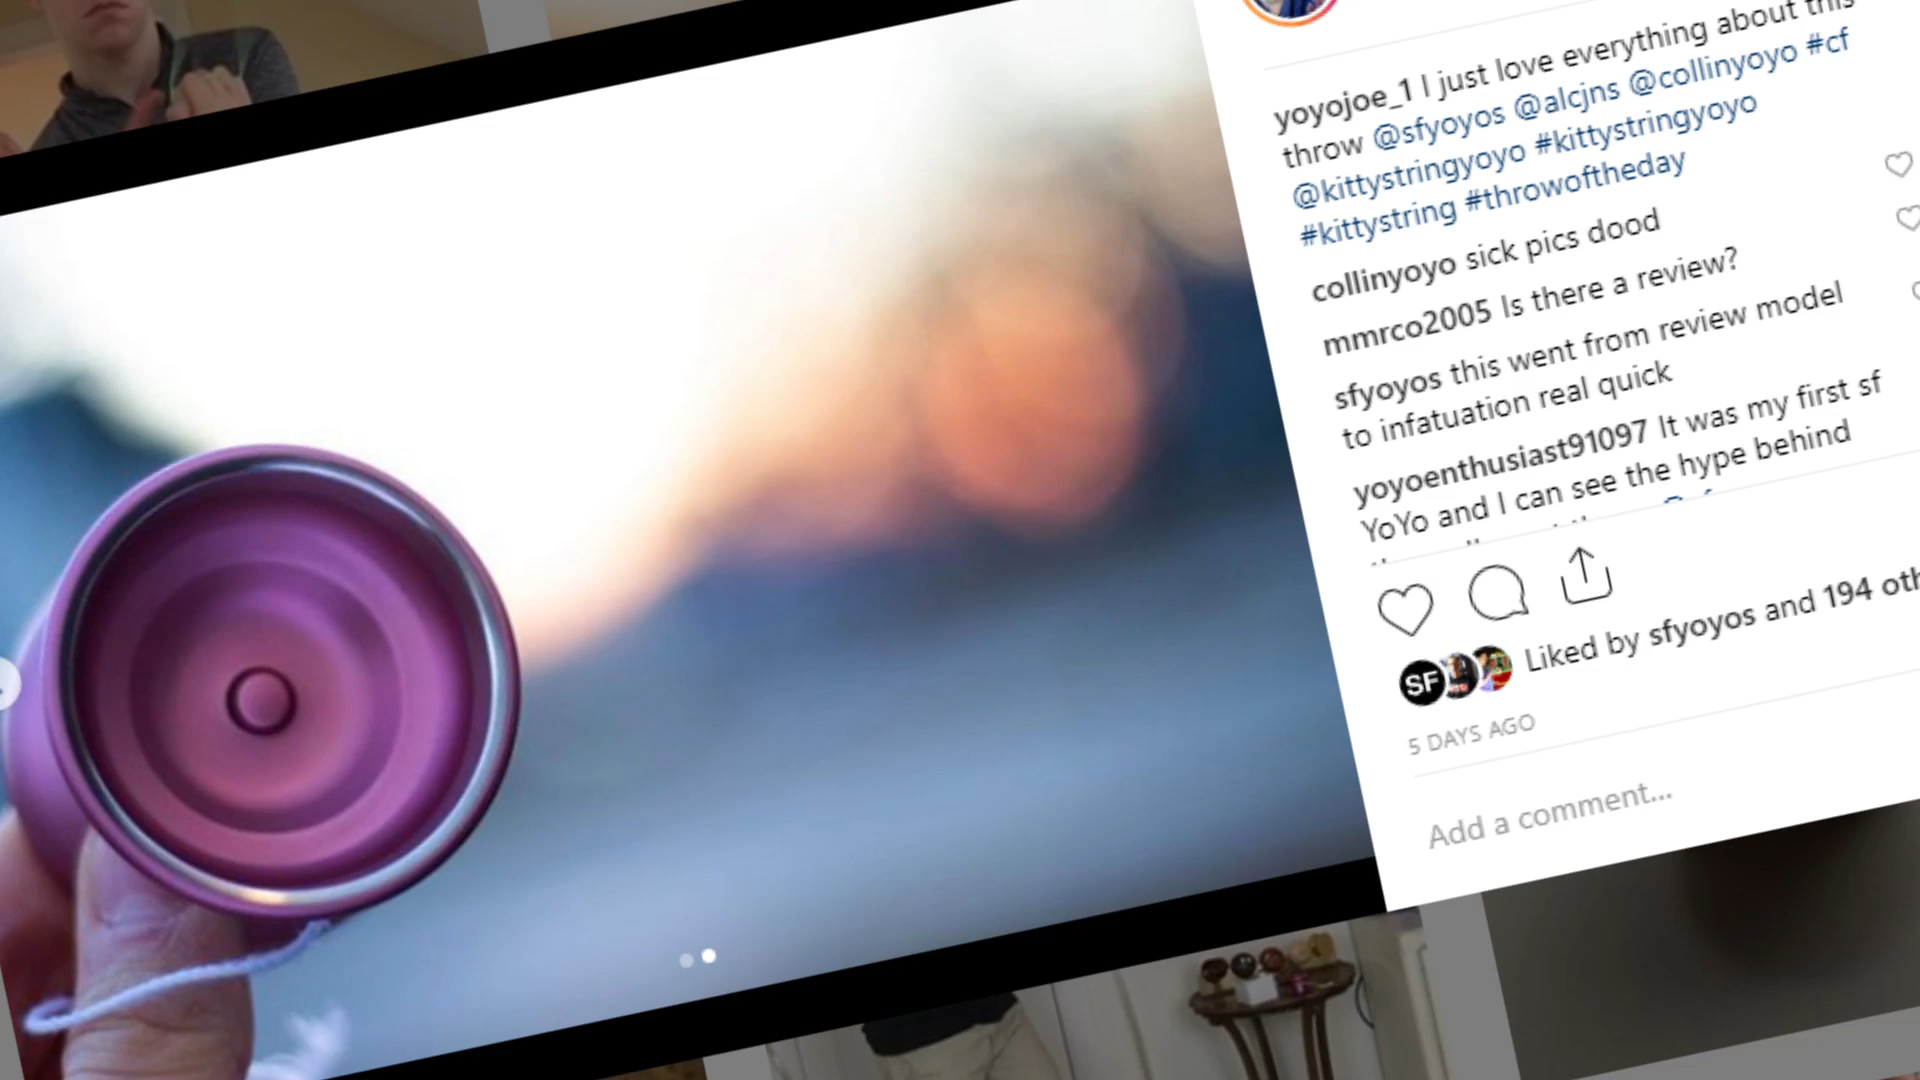 yoyojoe_1 I just love everything about this
throw @sfyoyos @alcjns @collinyoyo #cf
@kittystringyoyo #kittystringyoyo
#kittystring #throwoftheday
collinyoyo sick pics dood
mmrco2005 Is there a review?
sfyoyos this went from review model
to infatuation real quick
yoyoenthusiast91097 It was my first sf
YoYo and I can see the hype behind
SF Liked by sfyoyos and 194 oth
5 DAYS AGO
Add a comment...